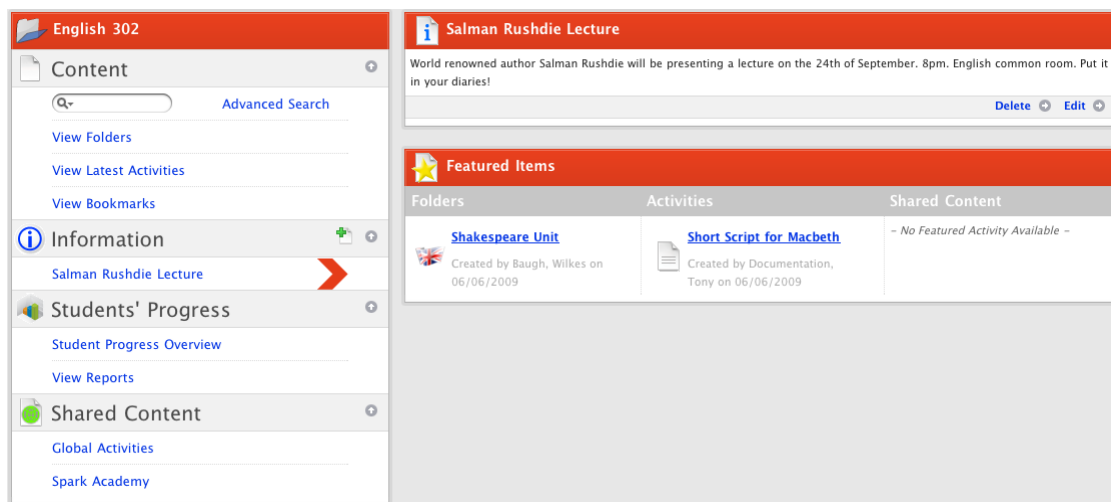 English 302
Content
Advanced Search
View Folders
View Latest Activities
View Bookmarks
Information
Salman Rushdie Lecture
Students' Progress
Student Progress Overview
View Reports
Shared Content
Global Activities
Spark Academy
Salman Rushdie Lecture
World renowned author Salman Rushdie will be presenting a lecture on the 24th of September. 8pm. English common room. Put it
in your diaries!
Delete Edit
Featured Items
Folders Activities Shared Content
Shakespeare Unit
Created by Baugh, Wilkes on
06/06/2009
Short Script for Macbeth
Created by Documentation,
Tony on 06/06/2009
- No Featured Activity Available -